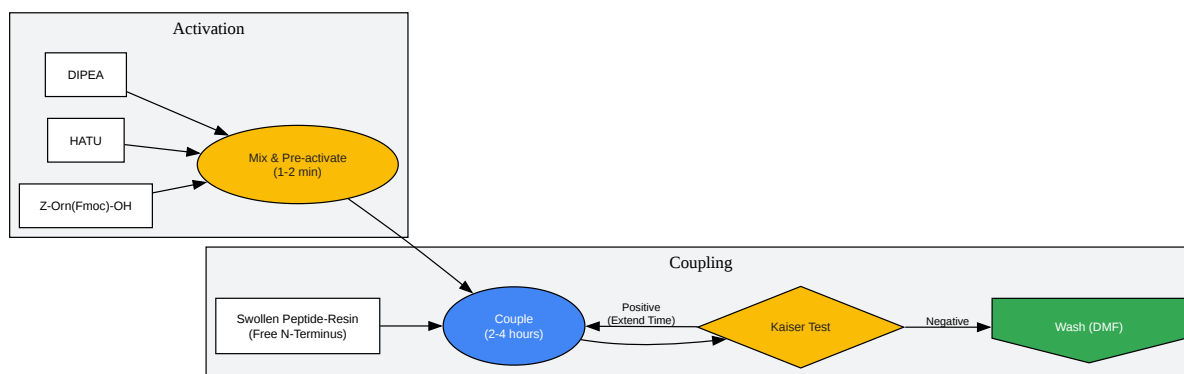 Activation
DIPEA
HATU
Mix & Pre-activate
(1-2 min)
Z-Orn(Fmoc)-OH
Coupling
Swollen Peptide-Resin
(Free N-Terminus)
Couple
(2-4 hours)
Positive
(Extend Time)
Kaiser Test
Negative
Wash (DMF)